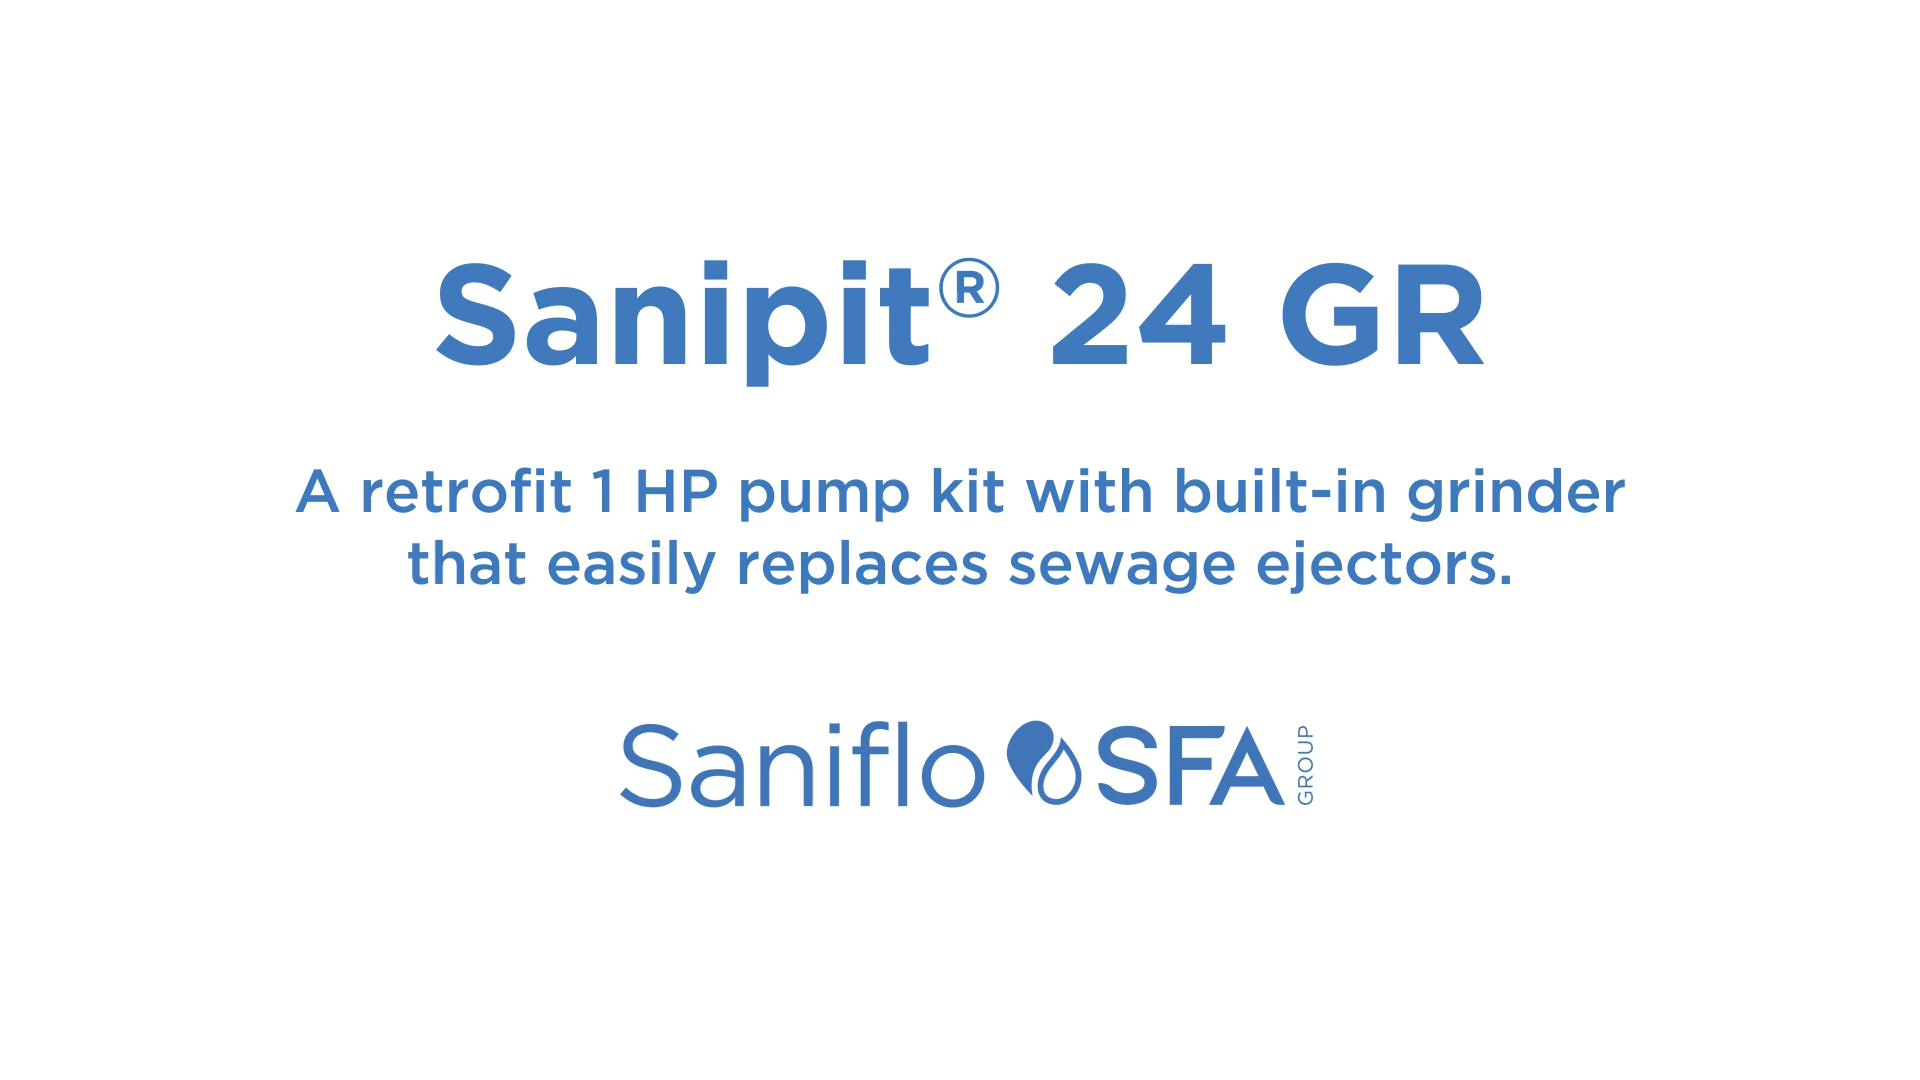 Sanipit® 24 GR
A retrofit 1 HP pump kit with built-in grinder
that easily replaces sewage ejectors.
Saniflo SFA GROUP